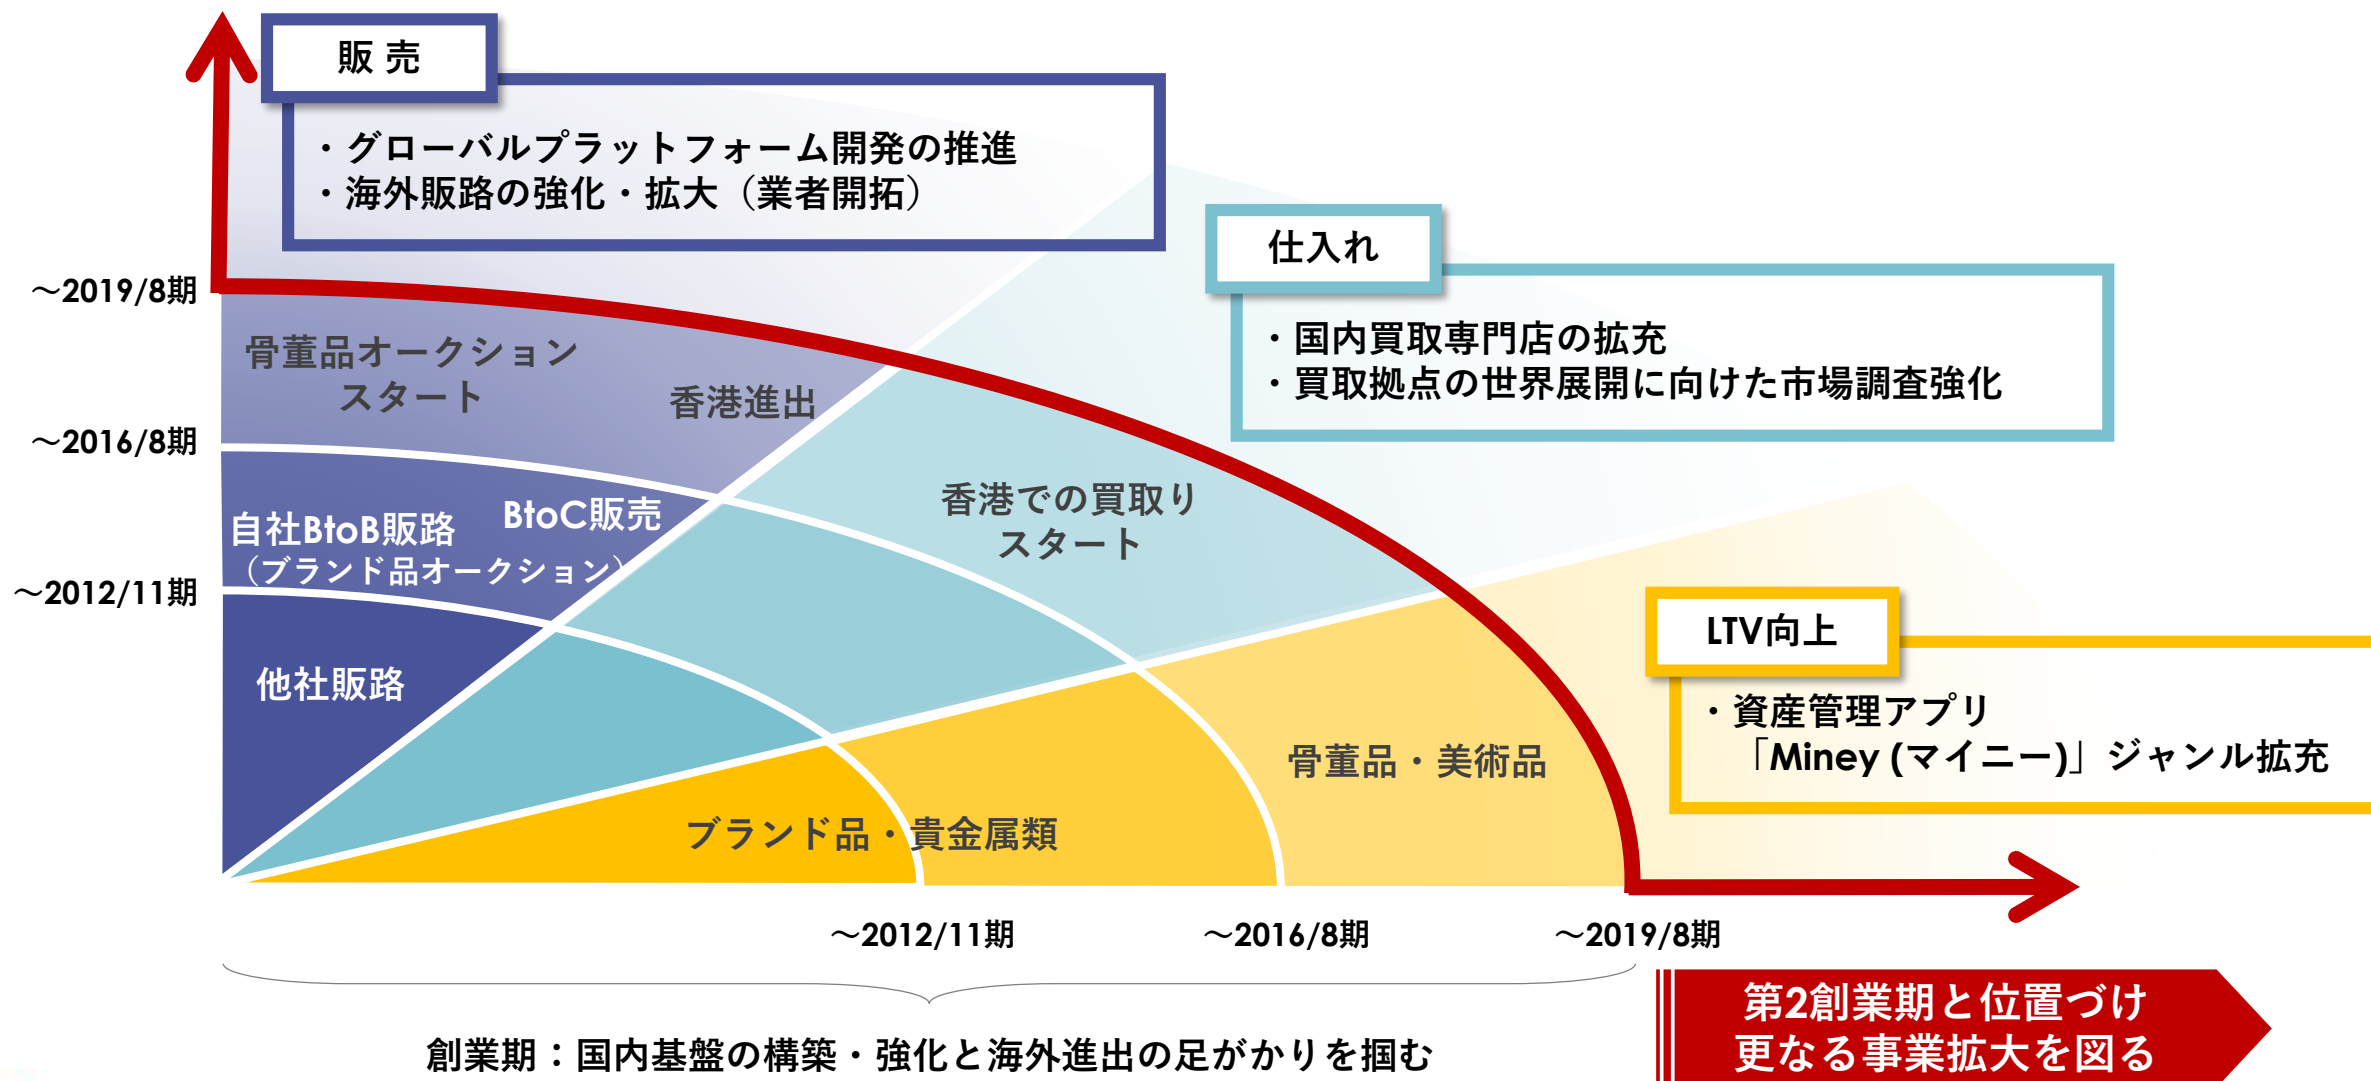 販 売
・グローバルプラットフォーム開発の推進
・海外販路の強化・拡大（業者開拓）
仕入れ
・国内買取専門店の拡充
・買取拠点の世界展開に向けた市場調査強化
LTV向上
・資産管理アプリ
「Miney (マイニー)」ジャンル拡充
～2019/8期
骨董品オークション
スタート
香港進出
～2016/8期
自社BtoB販路
（ブランド品オークション）
BtoC販売
～2012/11期
他社販路
香港での買取り
スタート
骨董品・美術品
ブランド品・貴金属類
～2012/11期
～2016/8期
～2019/8期
創業期：国内基盤の構築・強化と海外進出の足がかりを掴む
第2創業期と位置づけ
更なる事業拡大を図る